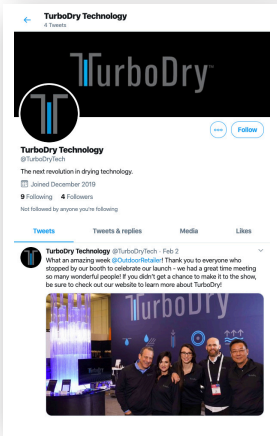 TurboDry Technology
4 Tweets
TurboDry™
TurboDry Technology
@TurboDryTech
Follow
The next revolution in drying technology.
Joined December 2019
9 Following 4 Followers
Not followed by anyone you're following
Tweets Tweets & replies Media Likes
TurboDry Technology @TurboDryTech · Feb 2
What an amazing week @OutdoorRetailer! Thank you to everyone who
stopped by our booth to celebrate our launch - we had a great time meeting
so many wonderful people! If you didn't get a chance to make it to the show,
be sure to check out our website to learn more about TurboDry!
TurboDry